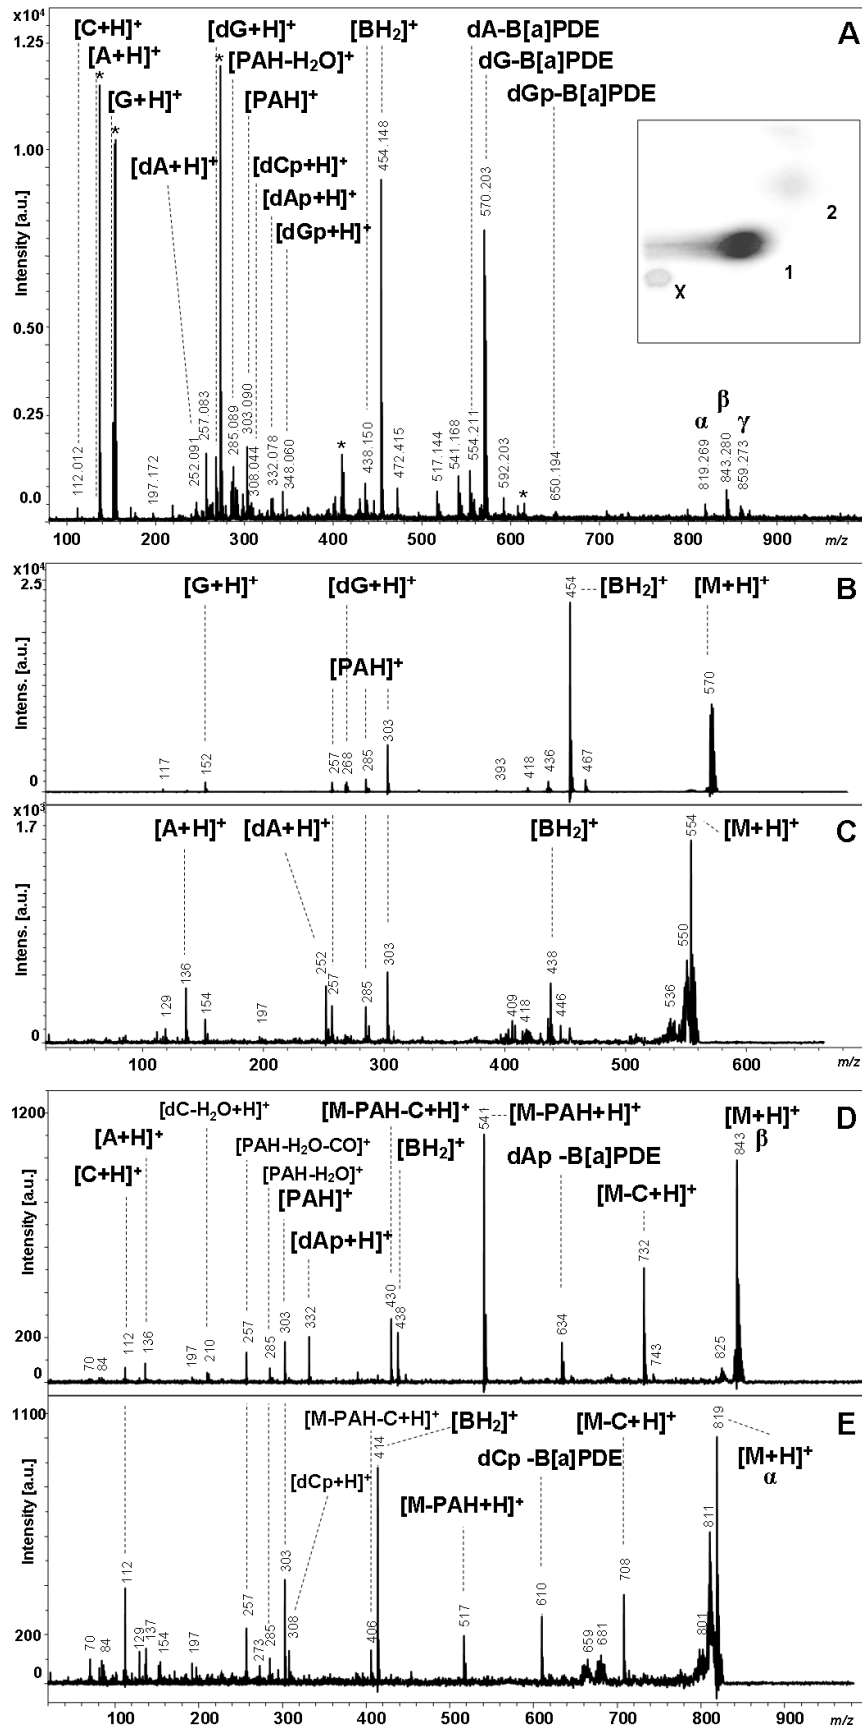 x10⁴
[C+H]⁺ [dG+H]⁺ [BH₂]⁺ dA-B[a]PDE A
[A+H]⁺ [PAH-H₂O]⁺ dG-B[a]PDE
[G+H]⁺ [PAH]⁺ dGp-B[a]PDE
[dA+H]⁺ [dCp+H]⁺
[dAp+H]⁺
[dGp+H]⁺
* * *
* *
1.25
1.00
0.50
0.25
0.0
Intensity [a.u.]
112.012 197.172 252.091 257.083 285.089 303.090 308.044 332.078 348.060 438.150 454.148 472.415 517.144 541.168 554.211 570.203 592.203 650.194 819.269 843.280 859.273
α β γ
2
1
X
100 200 300 400 500 600 700 800 900 m/z
x10⁴
2.5
0
Intens. [a.u.]
[G+H]⁺ [dG+H]⁺ [BH₂]⁺ [M+H]⁺ B
[PAH]⁺
117 152 257 268 285 303 393 418 436 454 467 570
x10³
1.7
0
Intens. [a.u.]
[A+H]⁺ [dA+H]⁺ [BH₂]⁺ [M+H]⁺ C
129 136 154 197 252 257 285 303 409 418 438 446 536 550 554
100 200 300 400 500 600 m/z
1200
200
0
Intensity [a.u.]
[dC-H₂O+H]⁺ [M-PAH-C+H]⁺ [M-PAH+H]⁺ [M+H]⁺ D
β
[A+H]⁺ [PAH-H₂O-CO]⁺ [BH₂]⁺ dAp -B[a]PDE
[C+H]⁺ [PAH-H₂O]⁺
[PAH]⁺ [M-C+H]⁺
[dAp+H]⁺
70 84 112 136 197 210 257 285 303 332 430 438 541 634 732 743 825 843
1100
200
0
Intensity [a.u.]
[M-PAH-C+H]⁺ [BH₂]⁺ [M-C+H]⁺ E
dCp -B[a]PDE [M+H]⁺
α
[dCp+H]⁺
[M-PAH+H]⁺
70 84 112 129 137 154 197 257 273 285 303 308 406 414 517 610 659 681 708 801 811 819
100 200 300 400 500 600 700 800 m/z